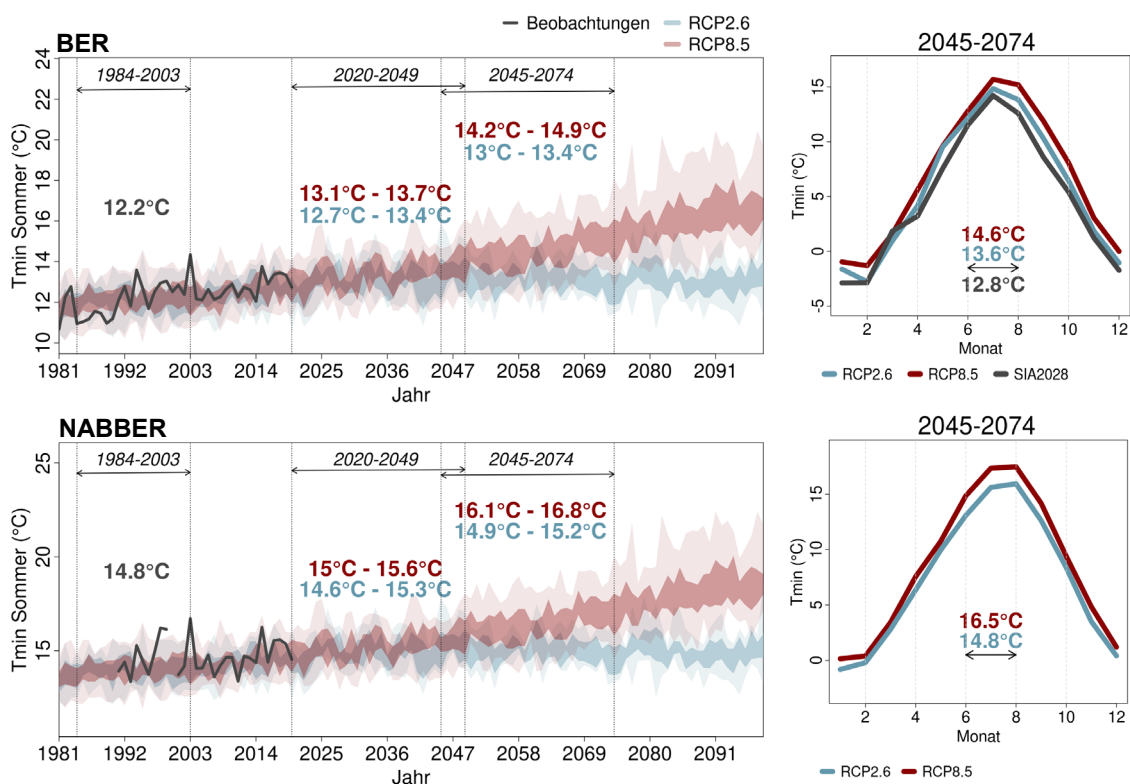 Beobachtungen
RCP2.6
RCP8.5
BER
Tmin Sommer (°C)
24
22
20
18
16
14
12
10
1984-2003
2020-2049
2045-2074
12.2°C
13.1°C - 13.7°C
12.7°C - 13.4°C
14.2°C - 14.9°C
13°C - 13.4°C
1981
1992
2003
2014
2025
2036
2047
2058
2069
2080
2091
Jahr
2045-2074
Tmin (°C)
15
10
5
0
-5
14.6°C
13.6°C
12.8°C
2
4
6
8
10
12
Monat
RCP2.6
RCP8.5
SIA2028
NABBER
Tmin Sommer (°C)
25
20
15
1984-2003
2020-2049
2045-2074
14.8°C
15°C - 15.6°C
14.6°C - 15.3°C
16.1°C - 16.8°C
14.9°C - 15.2°C
1981
1992
2003
2014
2025
2036
2047
2058
2069
2080
2091
Jahr
2045-2074
Tmin (°C)
15
10
5
0
16.5°C
14.8°C
2
4
6
8
10
12
Monat
RCP2.6
RCP8.5